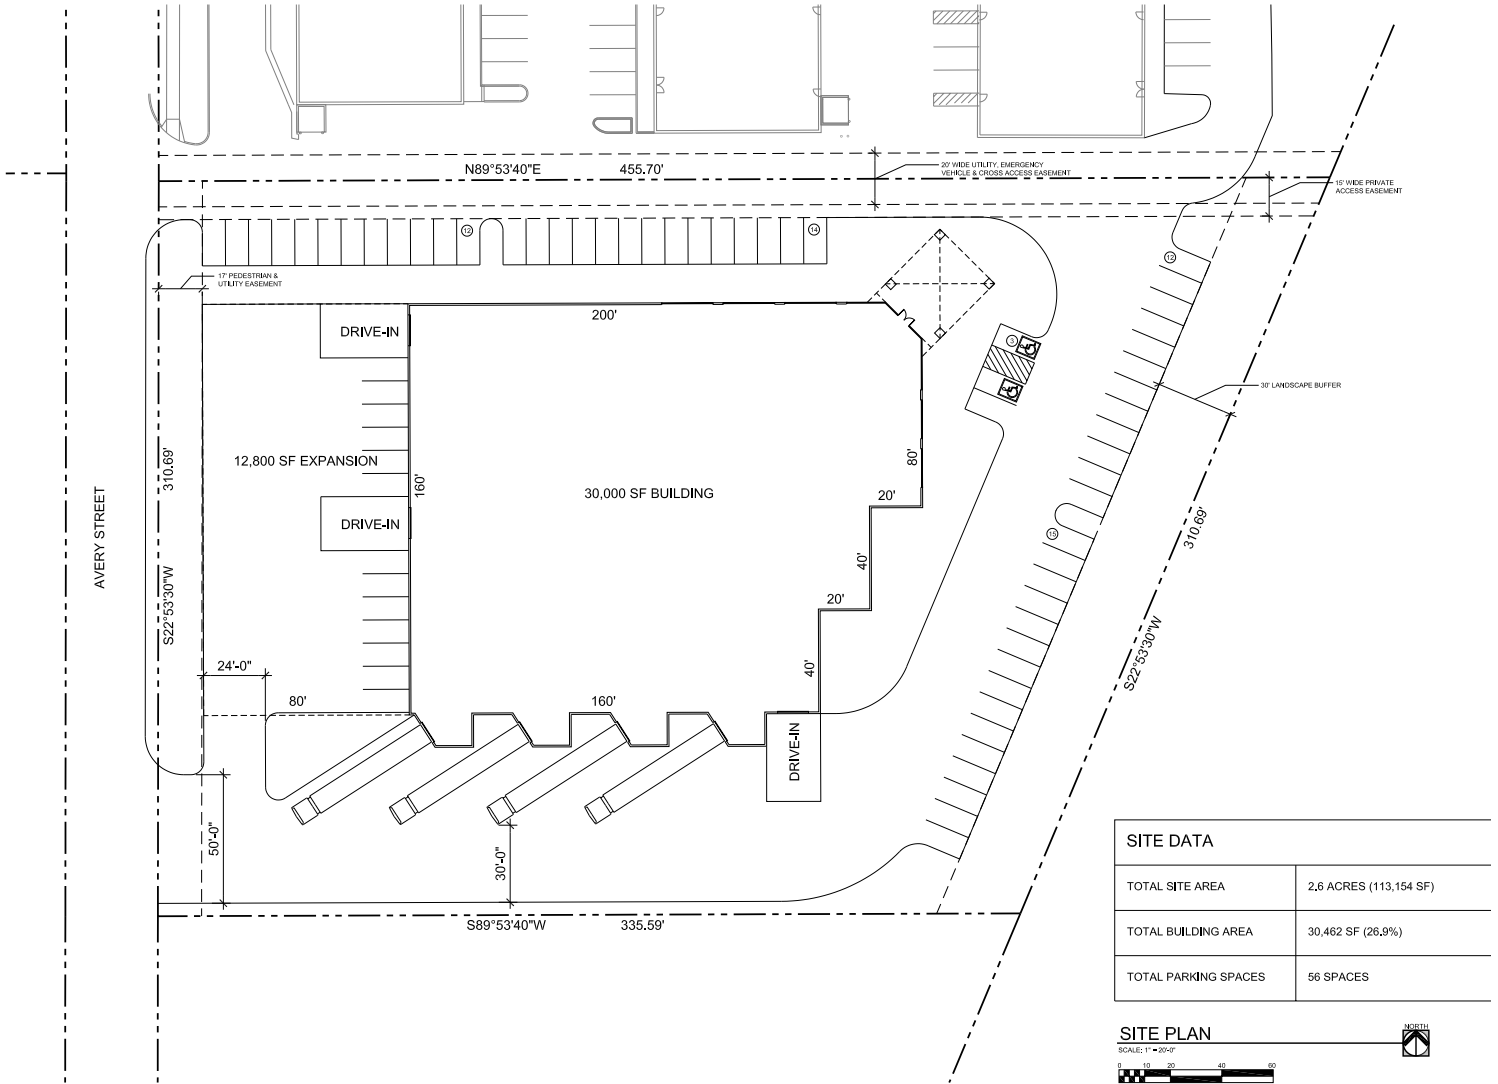 N89°53'40"E 455.70'
20' WIDE UTILITY, EMERGENCY
VEHICLE & CROSS ACCESS EASEMENT
15' WIDE PRIVATE
ACCESS EASEMENT
12
14
12
17' PEDESTRIAN &
UTILITY EASEMENT
DRIVE-IN
200'
3
30' LANDSCAPE BUFFER
12,800 SF EXPANSION
310.69'
160'
30,000 SF BUILDING
80'
20'
AVERY STREET
DRIVE-IN
15
310.69'
40'
S22°53'30"W
20'
S22°53'30"W
24'-0"
40'
80'
160'
DRIVE-IN
50'-0"
30'-0"
S89°53'40"W 335.59'
SITE DATA
TOTAL SITE AREA 2.6 ACRES (113,154 SF)
TOTAL BUILDING AREA 30,462 SF (26.9%)
TOTAL PARKING SPACES 56 SPACES
SITE PLAN
NORTH
SCALE: 1" = 20'-0"
0 10 20 40 60